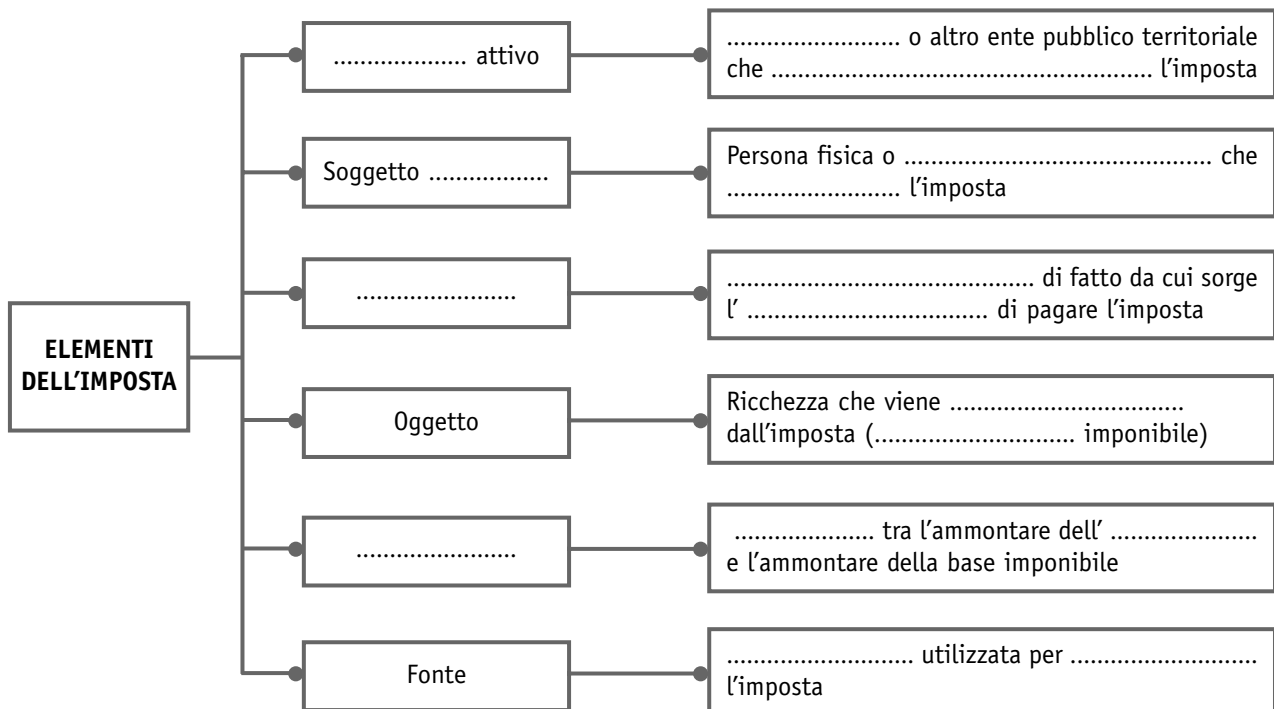 .................... attivo
.......................... o altro ente pubblico territoriale
che ......................................................... l'imposta
Soggetto ..................
Persona fisica o .............................................. che
.......................... l'imposta
........................
.............................................. di fatto da cui sorge
l' .................................... di pagare l'imposta
ELEMENTI
DELL'IMPOSTA
Oggetto
Ricchezza che viene ....................................
dall'imposta (.............................. imponibile)
........................
..................... tra l'ammontare dell' ......................
e l'ammontare della base imponibile
Fonte
............................ utilizzata per ............................
l'imposta